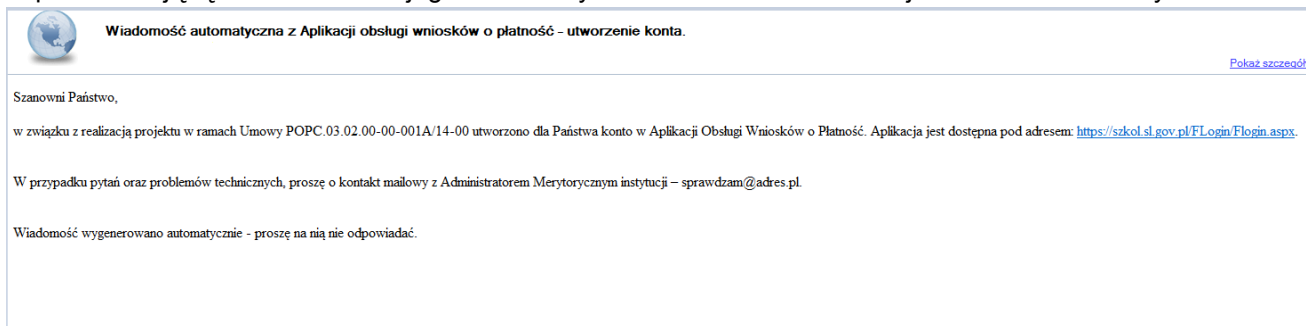 Wiadomość automatyczna z Aplikacji obsługi wniosków o płatność - utworzenie konta.
Pokaż szczegół
Szanowni Państwo,
w związku z realizacją projektu w ramach Umowy POPC.03.02.00-00-001A/14-00 utworzono dla Państwa konto w Aplikacji Obsługi Wniosków o Płatność. Aplikacja jest dostępna pod adresem: https://szkol.sl.gov.pl/FLogin/Flogin.aspx.
W przypadku pytań oraz problemów technicznych, proszę o kontakt mailowy z Administratorem Merytorycznym instytucji – sprawdzam@adres.pl.
Wiadomość wygenerowano automatycznie - proszę na nią nie odpowiadać.